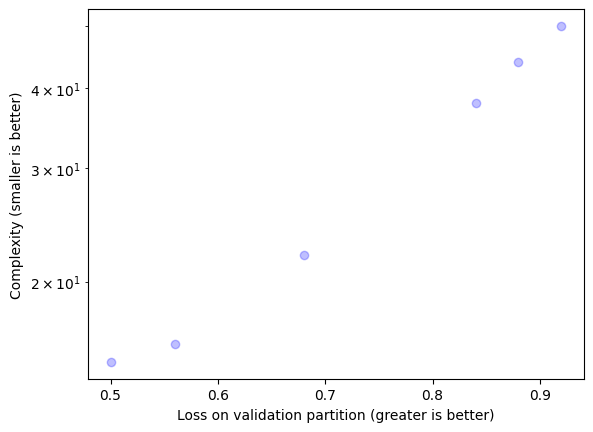 Complexity (smaller is better)
4 × 10¹
3 × 10¹
2 × 10¹
0.5 0.6 0.7 0.8 0.9
Loss on validation partition (greater is better)